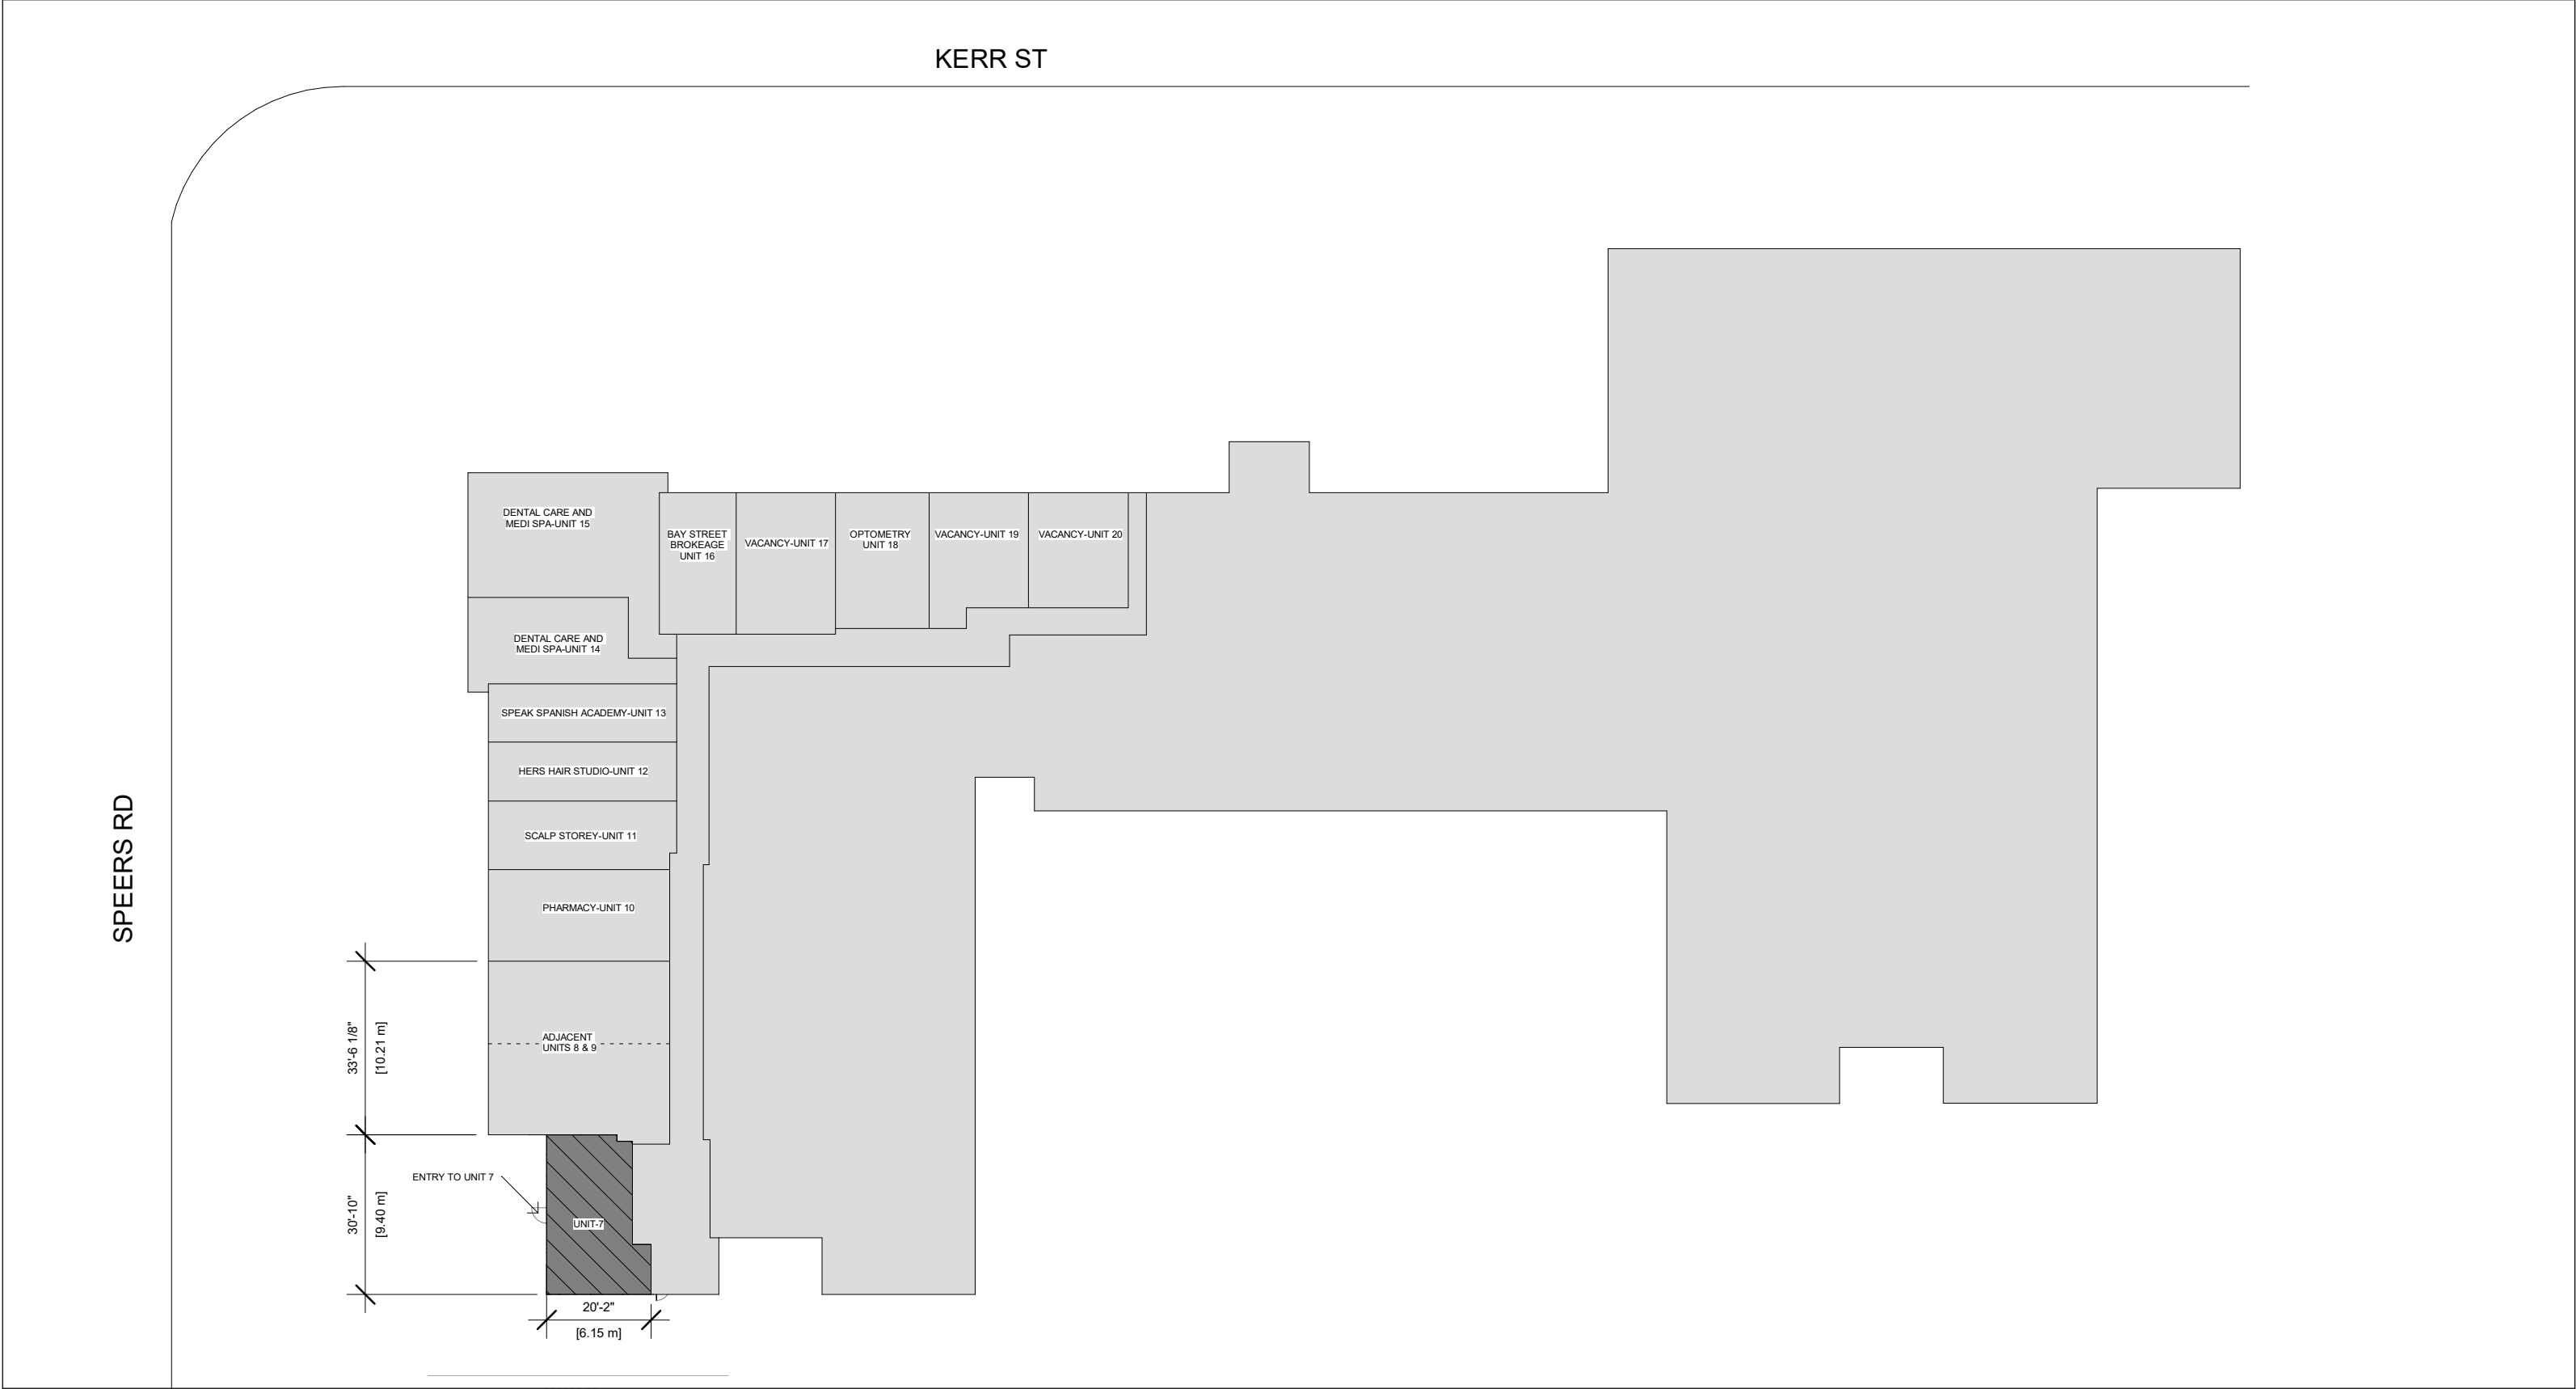 KERR ST
SPEERS RD
DENTAL CARE AND
MEDI SPA-UNIT 15
BAY STREET
BROKEAGE
UNIT 16
VACANCY-UNIT 17
OPTOMETRY
UNIT 18
VACANCY-UNIT 19
VACANCY-UNIT 20
DENTAL CARE AND
MEDI SPA-UNIT 14
SPEAK SPANISH ACADEMY-UNIT 13
HERS HAIR STUDIO-UNIT 12
SCALP STOREY-UNIT 11
PHARMACY-UNIT 10
33'-6 1/8"
[10.21 m]
ADJACENT
UNITS 8 & 9
ENTRY TO UNIT 7
30'-10"
[9.40 m]
UNIT-7
20'-2"
[6.15 m]